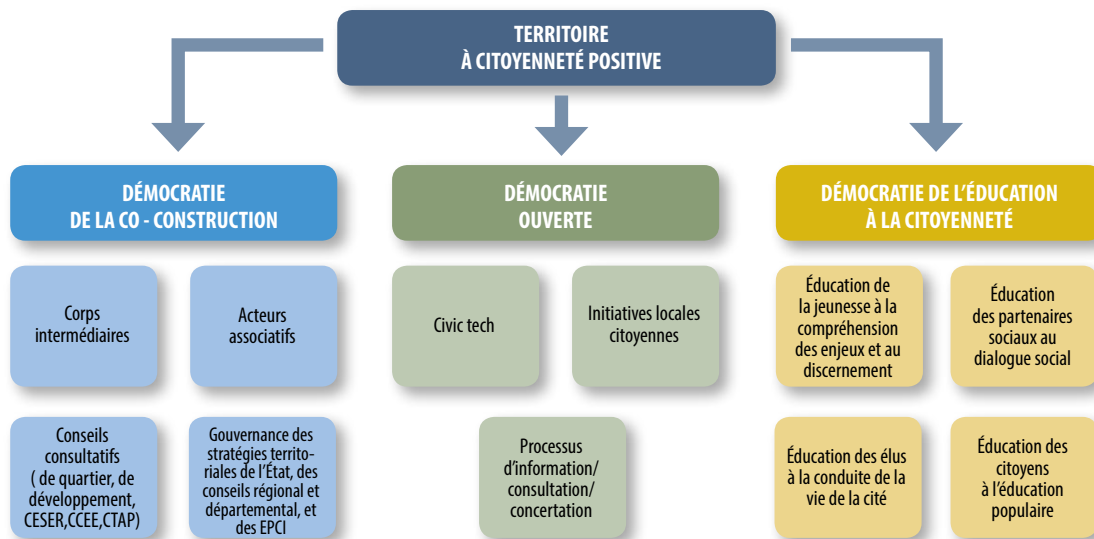 TERRITOIRE
À CITOYENNETÉ POSITIVE
DÉMOCRATIE
DE LA CO - CONSTRUCTION
Corps
intermédiaires
Acteurs
associatifs
Conseils
consultatifs
( de quartier, de
développement,
CESER,CCEE,CTAP)
Gouvernance des
stratégies territo-
riales de l’État, des
conseils régional et
départemental, et
des EPCI
DÉMOCRATIE
OUVERTE
Civic tech
Initiatives locales
citoyennes
Processus
d’information/
consultation/
concertation
DÉMOCRATIE DE L’ÉDUCATION
À LA CITOYENNETÉ
Éducation de
la jeunesse à la
compréhension
des enjeux et au
discernement
Éducation
des partenaires
sociaux au
dialogue social
Éducation des élus
à la conduite de la
vie de la cité
Éducation des
citoyens
à l’éducation
populaire